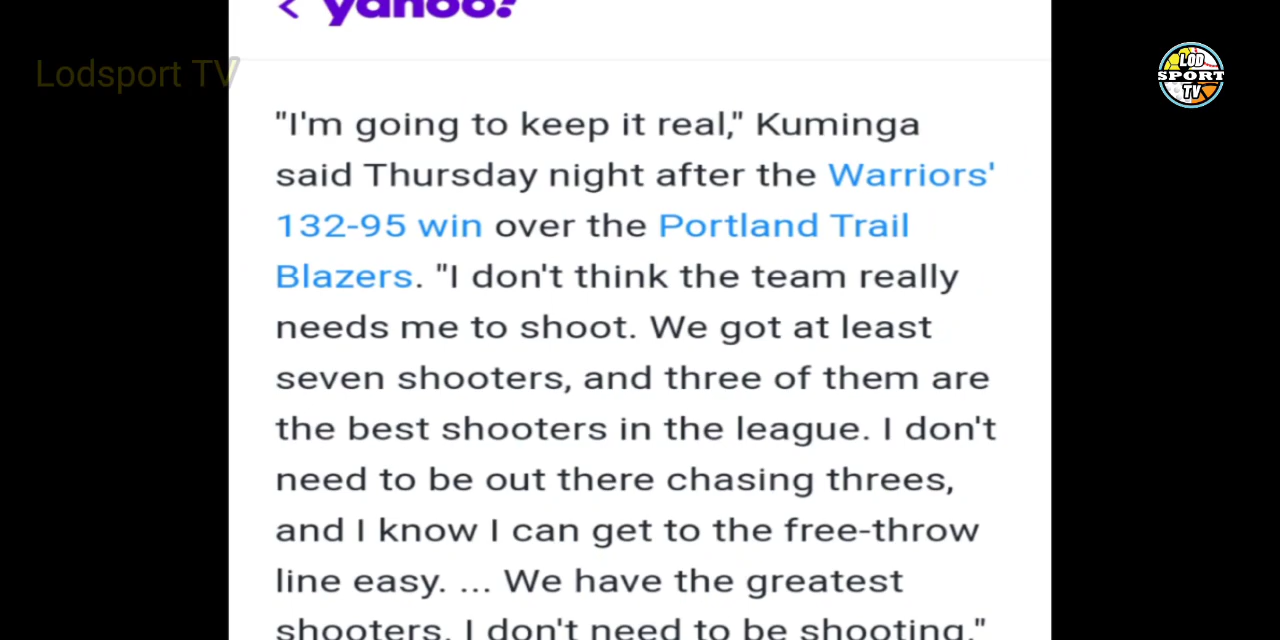 yahoo!
Lodsport TV
LOD
SPORT
TV
"I'm going to keep it real," Kuminga
said Thursday night after the Warriors'
132-95 win over the Portland Trail
Blazers. "I don't think the team really
needs me to shoot. We got at least
seven shooters, and three of them are
the best shooters in the league. I don't
need to be out there chasing threes,
and I know I can get to the free-throw
line easy. ... We have the greatest
shooters. I don't need to be shooting."